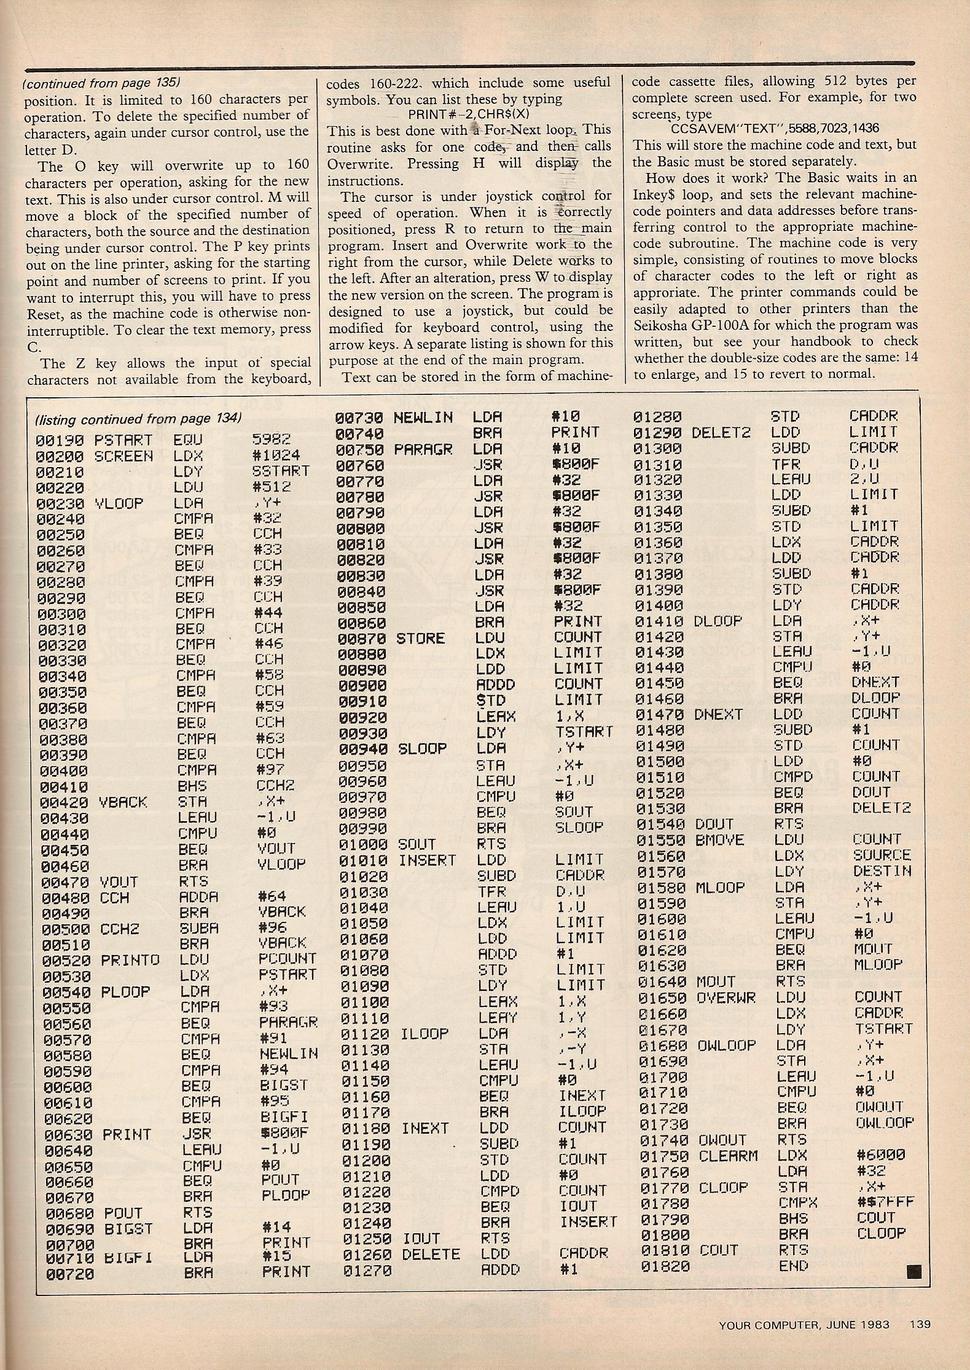 (continued from page 135)
position. It is limited to 160 characters per
operation. To delete the specified number of
characters, again under cursor control, use the
letter D.
The O key will overwrite up to 160
characters per operation, asking for the new
text. This is also under cursor control. M will
move a block of the specified number of
characters, both the source and the destination
being under cursor control. The P key prints
out on the line printer, asking for the starting
point and number of screens to print. If you
want to interrupt this, you will have to press
Reset, as the machine code is otherwise non-
interruptible. To clear the text memory, press
C.
The Z key allows the input of special
characters not available from the keyboard,
codes 160-222. which include some useful
symbols. You can list these by typing
PRINT#–2,CHR$(X)
This is best done with a For-Next loop. This
routine asks for one code, and then calls
Overwrite. Pressing H will display the
instructions.
The cursor is under joystick control for
speed of operation. When it is correctly
positioned, press R to return to the main
program. Insert and Overwrite work to the
right from the cursor, while Delete works to
the left. After an alteration, press W to display
the new version on the screen. The program is
designed to use a joystick, but could be
modified for keyboard control, using the
arrow keys. A separate listing is shown for this
purpose at the end of the main program.
Text can be stored in the form of machine-
code cassette files, allowing 512 bytes per
complete screen used. For example, for two
screens, type
CCSAVEM"TEXT",5588,7023,1436
This will store the machine code and text, but
the Basic must be stored separately.
How does it work? The Basic waits in an
Inkey$ loop, and sets the relevant machine-
code pointers and data addresses before trans-
ferring control to the appropriate machine-
code subroutine. The machine code is very
simple, consisting of routines to move blocks
of character codes to the left or right as
approriate. The printer commands could be
easily adapted to other printers than the
Seikosha GP-100A for which the program was
written, but see your handbook to check
whether the double-size codes are the same: 14
to enlarge, and 15 to revert to normal.
(listing continued from page 134)
00190 PSTART EQU 5982
00200 SCREEN LDX #1024
00210 LDY SSTART
00220 LDU #512
00230 VLOOP LDA ,Y+
00240 CMPA #32
00250 BEQ CCH
00260 CMPA #33
00270 BEQ CCH
00280 CMPA #39
00290 BEQ CCH
00300 CMPA #44
00310 BEQ CCH
00320 CMPA #46
00330 BEQ CCH
00340 CMPA #58
00350 BEQ CCH
00360 CMPA #59
00370 BEQ CCH
00380 CMPA #63
00390 BEQ CCH
00400 CMPA #97
00410 BHS CCH2
00420 VBACK STA ,X+
00430 LEAU -1,U
00440 CMPU #0
00450 BEQ VOUT
00460 BRA VLOOP
00470 VOUT RTS
00480 CCH ADDA #64
00490 BRA VBACK
00500 CCH2 SUBA #96
00510 BRA VBACK
00520 PRINTO LDU PCOUNT
00530 LDX PSTART
00540 PLOOP LDA ,X+
00550 CMPA #93
00560 BEQ PARAGR
00570 CMPA #91
00580 BEQ NEWLIN
00590 CMPA #94
00600 BEQ BIGST
00610 CMPA #95
00620 BEQ BIGFI
00630 PRINT JSR $800F
00640 LEAU -1,U
00650 CMPU #0
00660 BEQ POUT
00670 BRA PLOOP
00680 POUT RTS
00690 BIGST LDA #14
00700 BRA PRINT
00710 BIGFI LDA #15
00720 BRA PRINT
00730 NEWLIN LDA #10
00740 BRA PRINT
00750 PARAGR LDA #10
00760 JSR $800F
00770 LDA #32
00780 JSR $800F
00790 LDA #32
00800 JSR $800F
00810 LDA #32
00820 JSR $800F
00830 LDA #32
00840 JSR $800F
00850 LDA #32
00860 BRA PRINT
00870 STORE LDU COUNT
00880 LDX LIMIT
00890 LDD LIMIT
00900 ADDD COUNT
00910 STD LIMIT
00920 LEAX 1,X
00930 LDY TSTART
00940 SLOOP LDA ,Y+
00950 STA ,X+
00960 LEAU -1,U
00970 CMPU #0
00980 BEQ SOUT
00990 BRA SLOOP
01000 SOUT RTS
01010 INSERT LDD LIMIT
01020 SUBD CADDR
01030 TFR D,U
01040 LEAU 1,U
01050 LDX LIMIT
01060 LDD LIMIT
01070 ADDD #1
01080 STD LIMIT
01090 LDY LIMIT
01100 LEAX 1,X
01110 LEAY 1,Y
01120 ILOOP LDA ,-X
01130 STA ,-Y
01140 LEAU -1,U
01150 CMPU #0
01160 BEQ INEXT
01170 BRA ILOOP
01180 INEXT LDD COUNT
01190 SUBD #1
01200 STD COUNT
01210 LDD #0
01220 CMPD COUNT
01230 BEQ IOUT
01240 BRA INSERT
01250 IOUT RTS
01260 DELETE LDD CADDR
01270 ADDD #1
01280 STD CADDR
01290 DELET2 LDD LIMIT
01300 SUBD CADDR
01310 TFR D,U
01320 LEAU 2,U
01330 LDD LIMIT
01340 SUBD #1
01350 STD LIMIT
01360 LDX CADDR
01370 LDD CADDR
01380 SUBD #1
01390 STD CADDR
01400 LDY CADDR
01410 DLOOP LDA ,X+
01420 STA ,Y+
01430 LEAU -1,U
01440 CMPU #0
01450 BEQ DNEXT
01460 BRA DLOOP
01470 DNEXT LDD COUNT
01480 SUBD #1
01490 STD COUNT
01500 LDD #0
01510 CMPD COUNT
01520 BEQ DOUT
01530 BRA DELET2
01540 DOUT RTS
01550 BMOVE LDU COUNT
01560 LDX SOURCE
01570 LDY DESTIN
01580 MLOOP LDA ,X+
01590 STA ,Y+
01600 LEAU -1,U
01610 CMPU #0
01620 BEQ MOUT
01630 BRA MLOOP
01640 MOUT RTS
01650 OVERWR LDU COUNT
01660 LDX CADDR
01670 LDY TSTART
01680 OWLOOP LDA ,Y+
01690 STA ,X+
01700 LEAU -1,U
01710 CMPU #0
01720 BEQ OWOUT
01730 BRA OWLOOP
01740 OWOUT RTS
01750 CLEARM LDX #6000
01760 LDA #32
01770 CLOOP STA ,X+
01780 CMPX #$7FFF
01790 BHS COUT
01800 BRA CLOOP
01810 COUT RTS
01820 END
YOUR COMPUTER, JUNE 1983 139